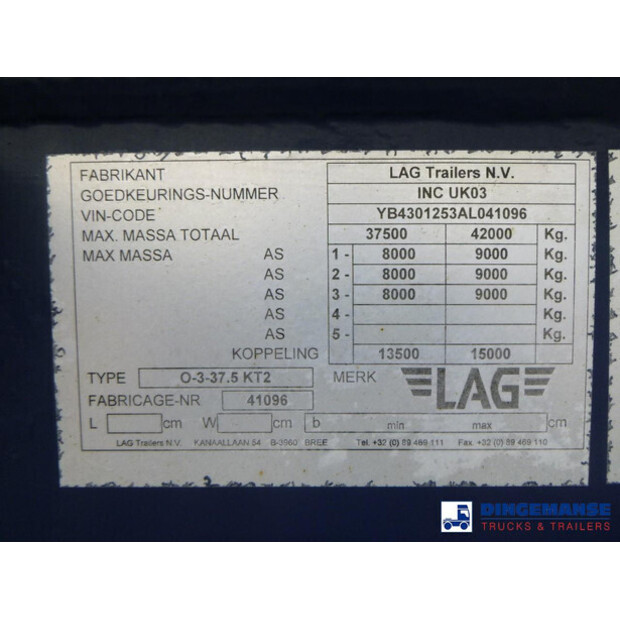 FABRIKANT LAG Trailers N.V.
GOEDKEURINGS-NUMMER INC UK03
VIN-CODE YB4301253AL041096
MAX. MASSA TOTAAL 37500 42000 Kg.
MAX MASSA AS 1 - 8000 9000 Kg.
AS 2 - 8000 9000 Kg.
AS 3 - 8000 9000 Kg.
AS 4 - Kg.
AS 5 - Kg.
KOPPELING 13500 15000
TYPE O-3-37.5 KT2 MERK LAG
FABRICAGE-NR 41096
L cm W cm b min max cm
LAG Trailers N.V. KANAALLAAN 54 B-3960 BREE Tel. +32 (0) 89 469 111 Fax. +32 (0) 89 469 110
DINGEMANSE
TRUCKS & TRAILERS